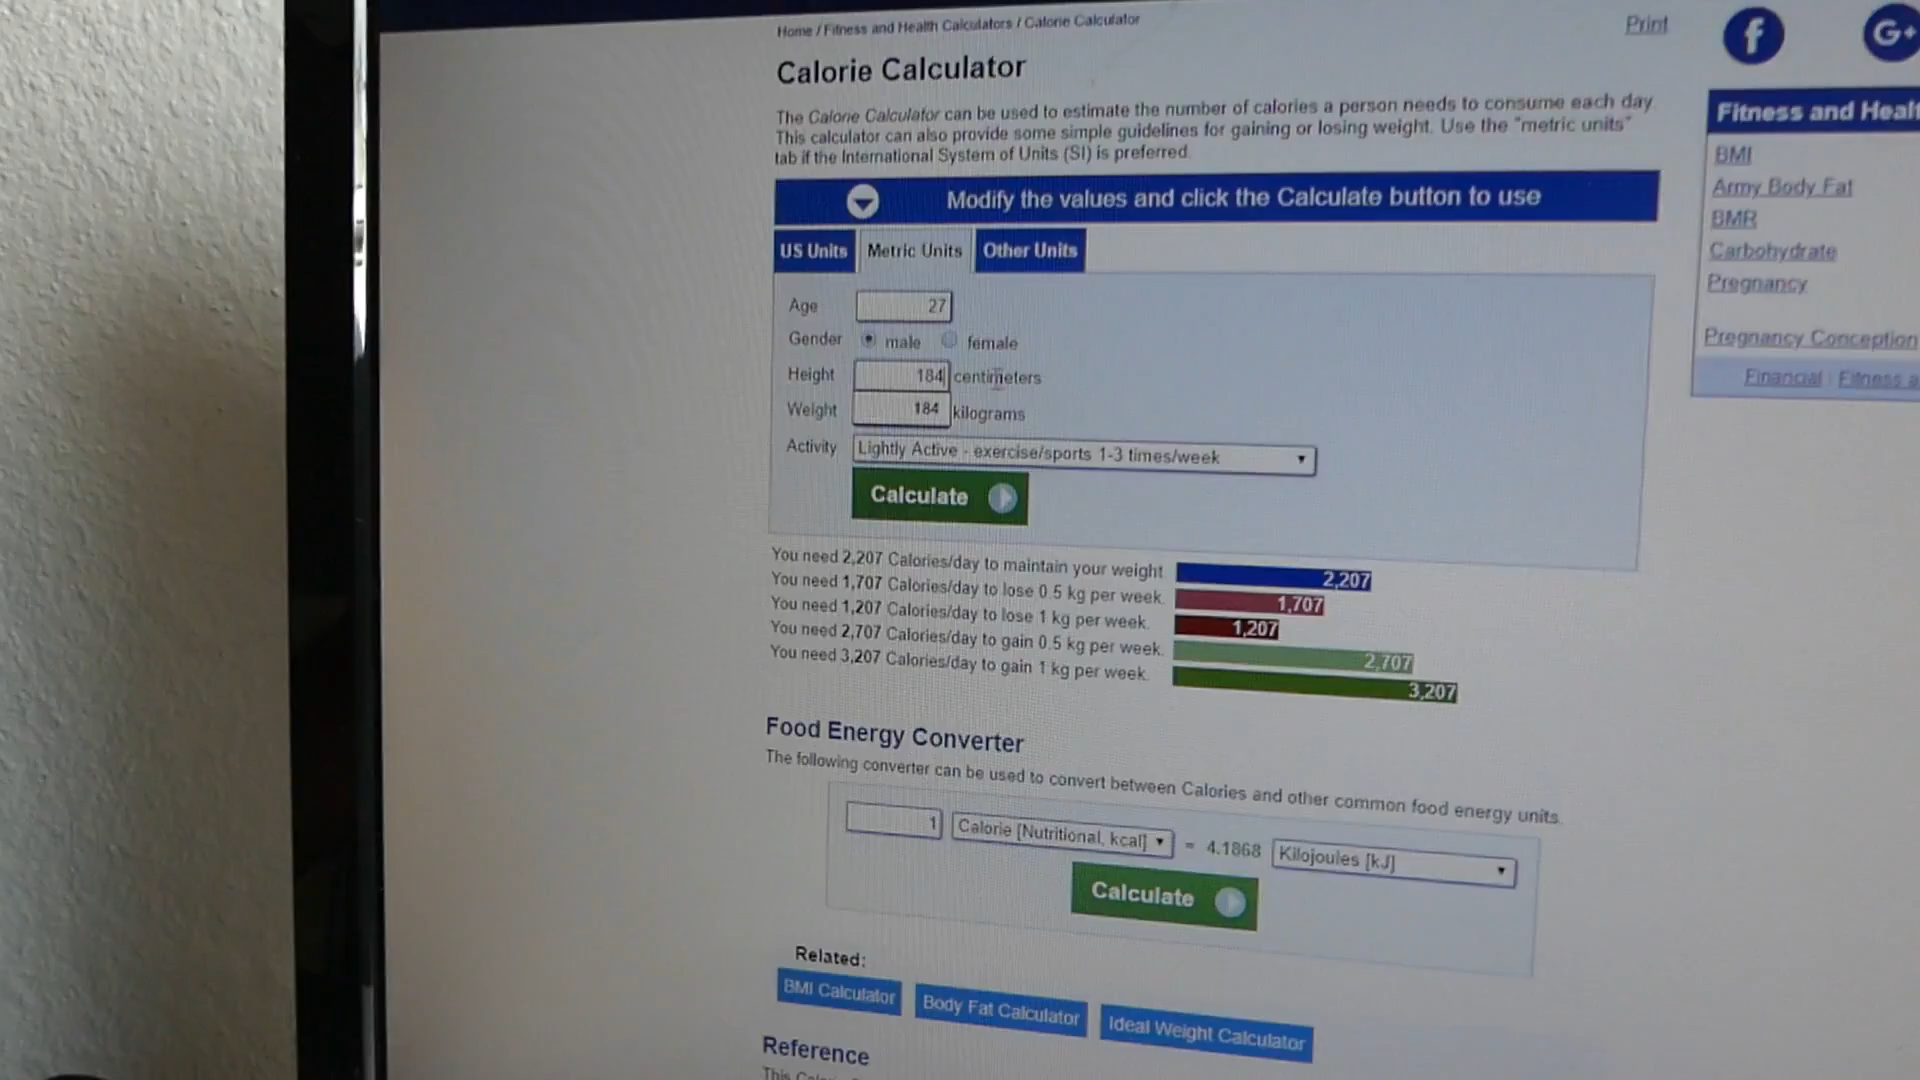 Home / Fitness and Health Calculators / Calorie Calculator
Print
Calorie Calculator
The Calorie Calculator can be used to estimate the number of calories a person needs to consume each day.
This calculator can also provide some simple guidelines for gaining or losing weight. Use the "metric units"
tab if the International System of Units (SI) is preferred.
Modify the values and click the Calculate button to use
US Units Metric Units Other Units
Age 27
Gender male female
Height 184 centimeters
Weight 184 kilograms
Activity Lightly Active - exercise/sports 1-3 times/week
Calculate
You need 2,207 Calories/day to maintain your weight. 2,207
You need 1,707 Calories/day to lose 0.5 kg per week. 1,707
You need 1,207 Calories/day to lose 1 kg per week. 1,207
You need 2,707 Calories/day to gain 0.5 kg per week. 2,707
You need 3,207 Calories/day to gain 1 kg per week. 3,207
Food Energy Converter
The following converter can be used to convert between Calories and other common food energy units.
1 Calorie [Nutritional, kcal] = 4.1868 Kilojoules [kJ]
Calculate
Related:
BMI Calculator Body Fat Calculator Ideal Weight Calculator
Reference
This
f G+
Fitness and Healt
BMI
Army Body Fat
BMR
Carbohydrate
Pregnancy
Pregnancy Conception
Financial | Fitness a